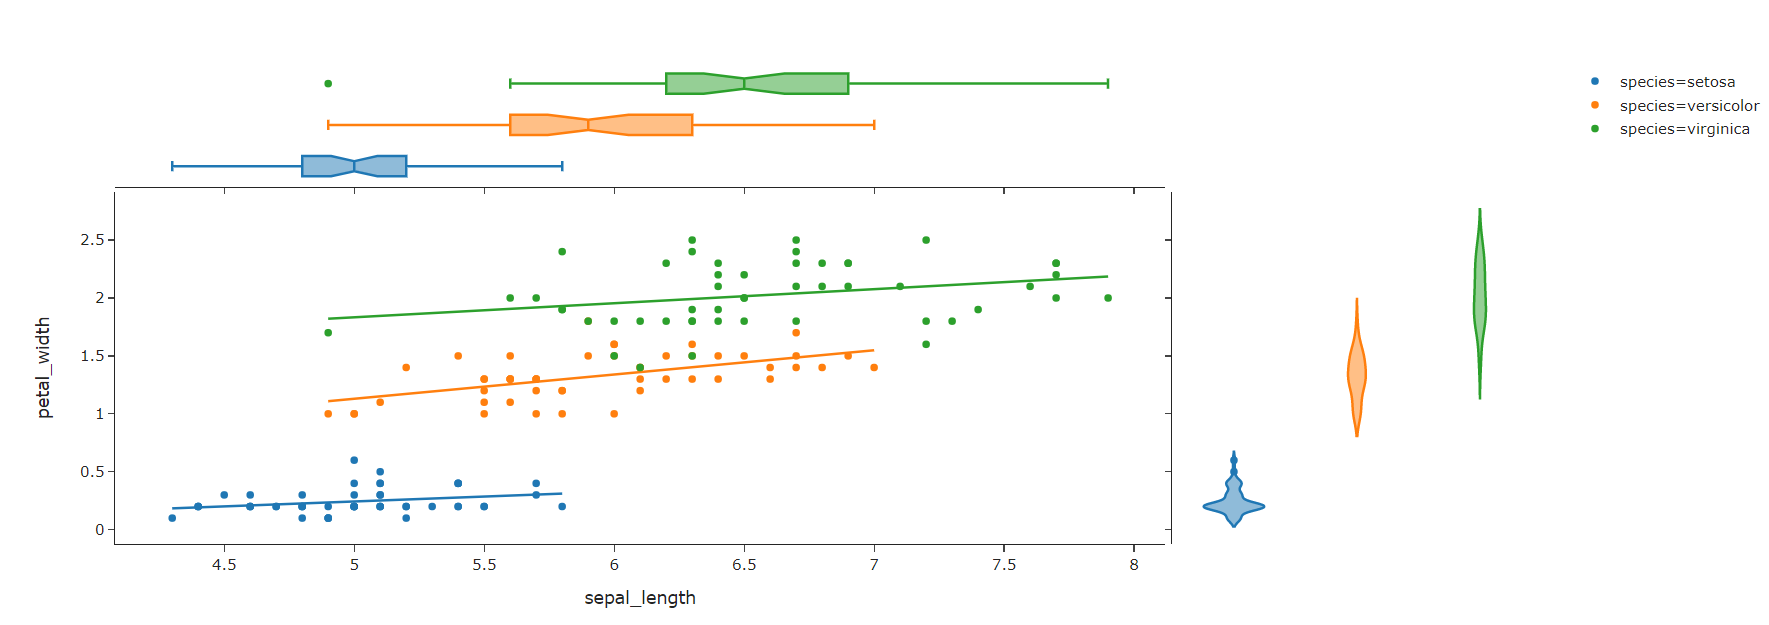 species=setosa
species=versicolor
species=virginica
2.5
2
1.5
1
0.5
0
petal_width
4.5 5 5.5 6 6.5 7 7.5 8
sepal_length